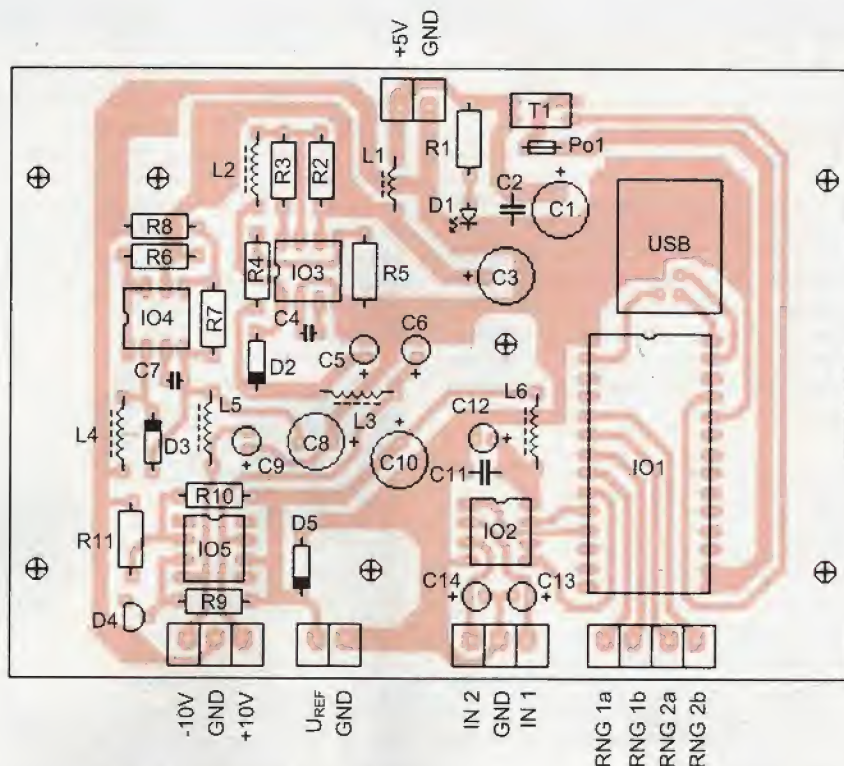 +5V
GND
T1
R1
Po1
L2
R3
R2
L1
C2
D1
C1
R8
R6
USB
R4
IO3
R5
C3
IO4
R7
C4
C6
D2
C5
C7
L5
L3
L6
C12
L4
D3
C9
C8
C10
C11
IO1
R10
D5
IO2
R11
IO5
C14
C13
D4
R9
-10V
GND
+10V
UREF
GND
IN 2
GND
IN 1
RNG 1a
RNG 1b
RNG 2a
RNG 2b